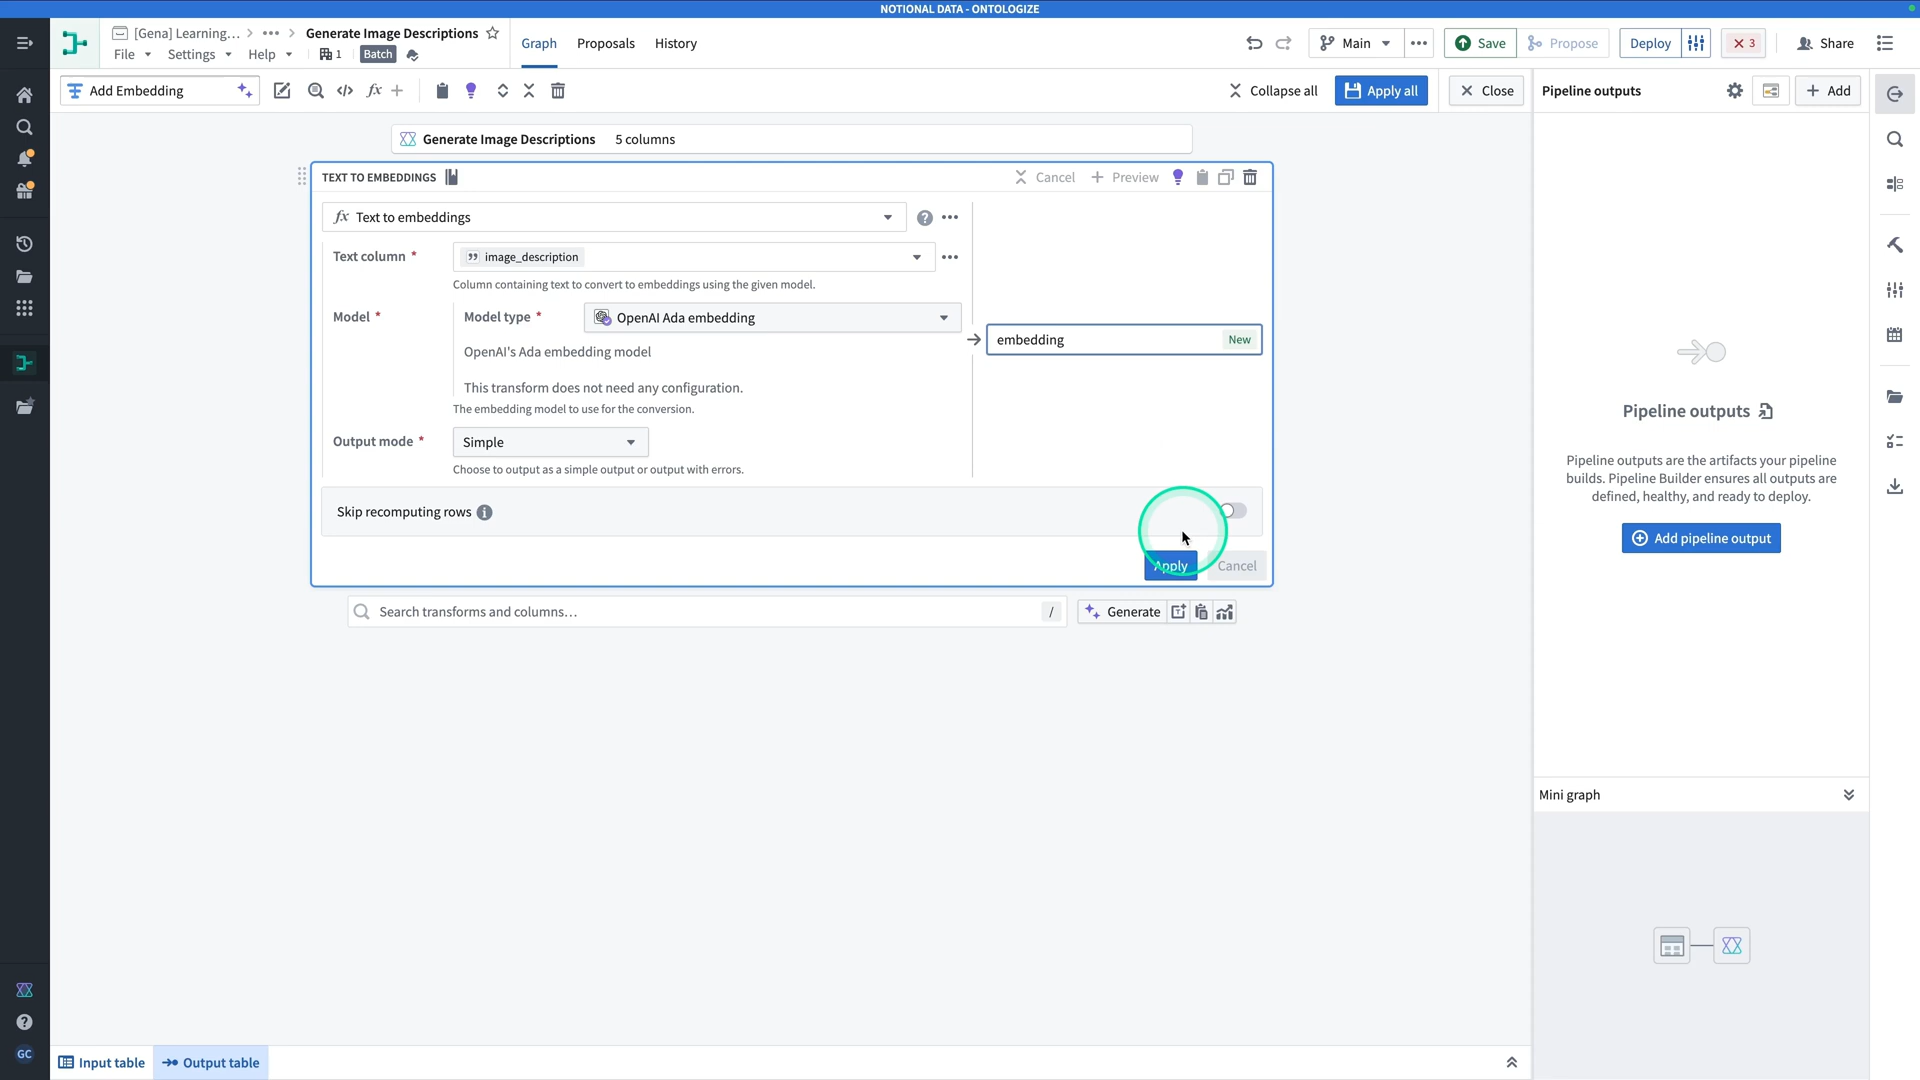 NOTIONAL DATA - ONTOLOGIZE
[Gena] Learning... > ••• > Generate Image Descriptions
File Settings Help 1 Batch
Graph Proposals History
Main ••• Save Propose Deploy 3 Share
Add Embedding
fx
Collapse all Apply all Close
Pipeline outputs Add
Generate Image Descriptions 5 columns
TEXT TO EMBEDDINGS
Cancel Preview
fx Text to embeddings
Text column * image_description
Column containing text to convert to embeddings using the given model.
Model * Model type * OpenAI Ada embedding
OpenAI's Ada embedding model
This transform does not need any configuration.
The embedding model to use for the conversion.
embedding New
Output mode * Simple
Choose to output as a simple output or output with errors.
Skip recomputing rows
Apply Cancel
Search transforms and columns... /
Generate
Pipeline outputs
Pipeline outputs are the artifacts your pipeline
builds. Pipeline Builder ensures all outputs are
defined, healthy, and ready to deploy.
Add pipeline output
Mini graph
GC
Input table Output table